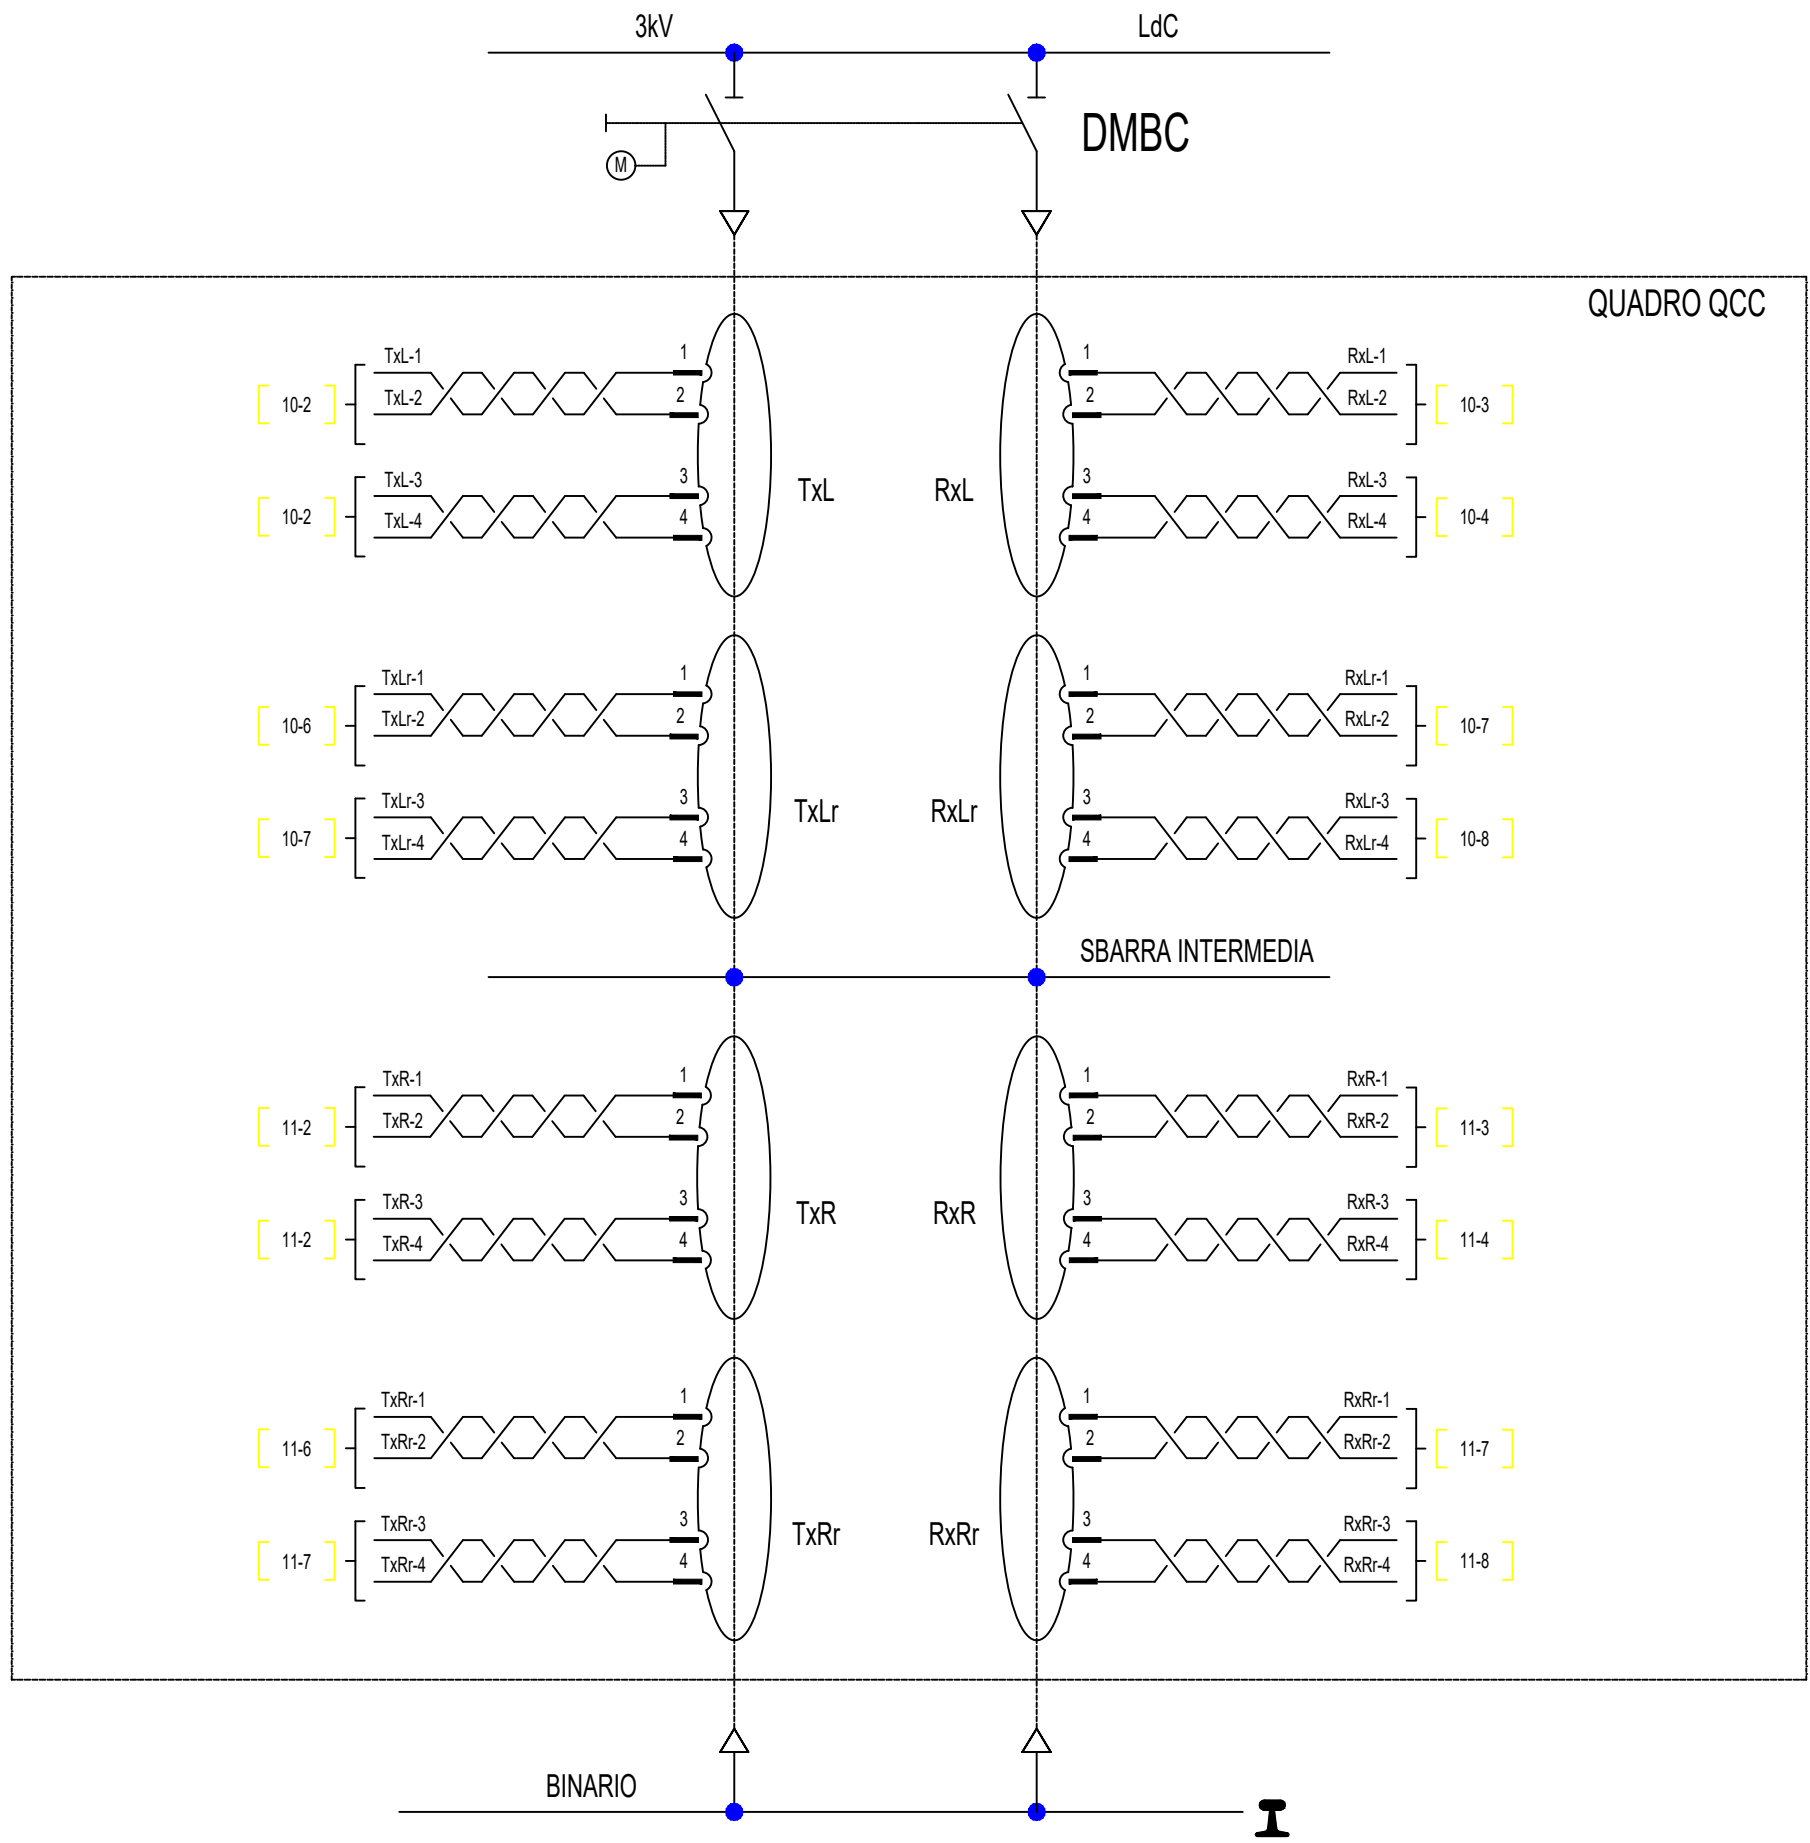 3kV LdC
DMBC
M
QUADRO QCC
TxL-1 1 1 RxL-1
10-2 TxL-2 2 2 RxL-2 10-3
TxL-3 3 3 RxL-3
TxL RxL
10-2 TxL-4 4 4 RxL-4 10-4
TxLr-1 1 1 RxLr-1
10-6 TxLr-2 2 2 RxLr-2 10-7
TxLr-3 3 3 RxLr-3
TxLr RxLr
10-7 TxLr-4 4 4 RxLr-4 10-8
SBARRA INTERMEDIA
TxR-1 1 1 RxR-1
11-2 TxR-2 2 2 RxR-2 11-3
TxR-3 3 3 RxR-3
TxR RxR
11-2 TxR-4 4 4 RxR-4 11-4
TxRr-1 1 1 RxRr-1
11-6 TxRr-2 2 2 RxRr-2 11-7
TxRr-3 3 3 RxRr-3
TxRr RxRr
11-7 TxRr-4 4 4 RxRr-4 11-8
BINARIO